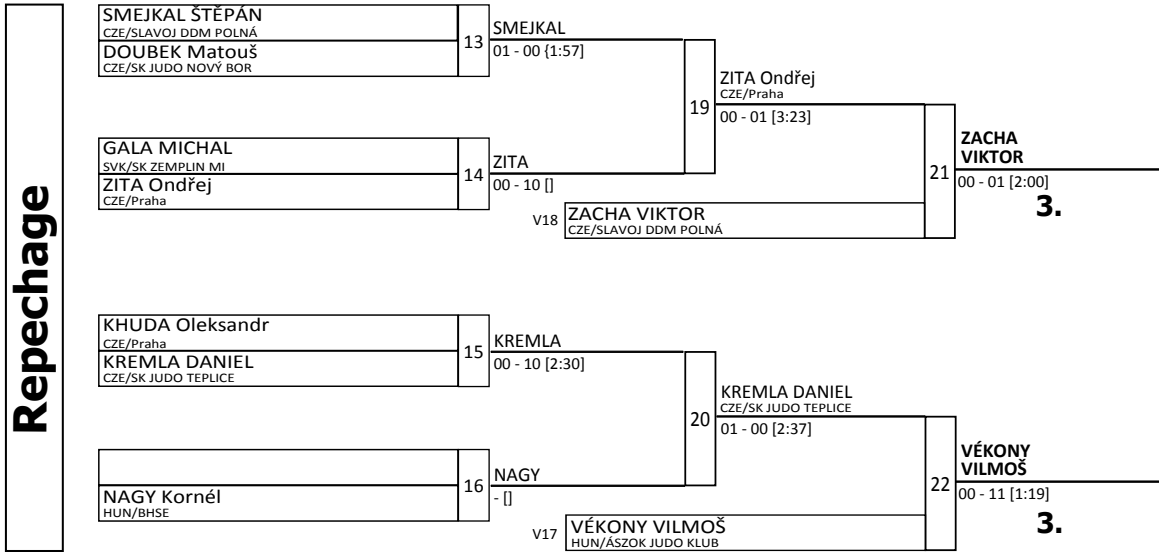 Repechage
SMEJKAL ŠTĚPÁN
CZE/SLAVOJ DDM POLNÁ
DOUBEK Matouš
CZE/SK JUDO NOVÝ BOR
13
SMEJKAL
01 - 00 {1:57]
GALA MICHAL
SVK/SK ZEMPLIN MI
ZITA Ondřej
CZE/Praha
14
ZITA
00 - 10 []
19
ZITA Ondřej
CZE/Praha
00 - 01 [3:23]
V18
ZACHA VIKTOR
CZE/SLAVOJ DDM POLNÁ
21
ZACHA
VIKTOR
00 - 01 [2:00]
3.
KHUDA Oleksandr
CZE/Praha
KREMLA DANIEL
CZE/SK JUDO TEPLICE
15
KREMLA
00 - 10 [2:30]
NAGY Kornél
HUN/BHSE
16
NAGY
- []
20
KREMLA DANIEL
CZE/SK JUDO TEPLICE
01 - 00 [2:37]
V17
VÉKONY VILMOŠ
HUN/ÁSZOK JUDO KLUB
22
VÉKONY
VILMOŠ
00 - 11 [1:19]
3.